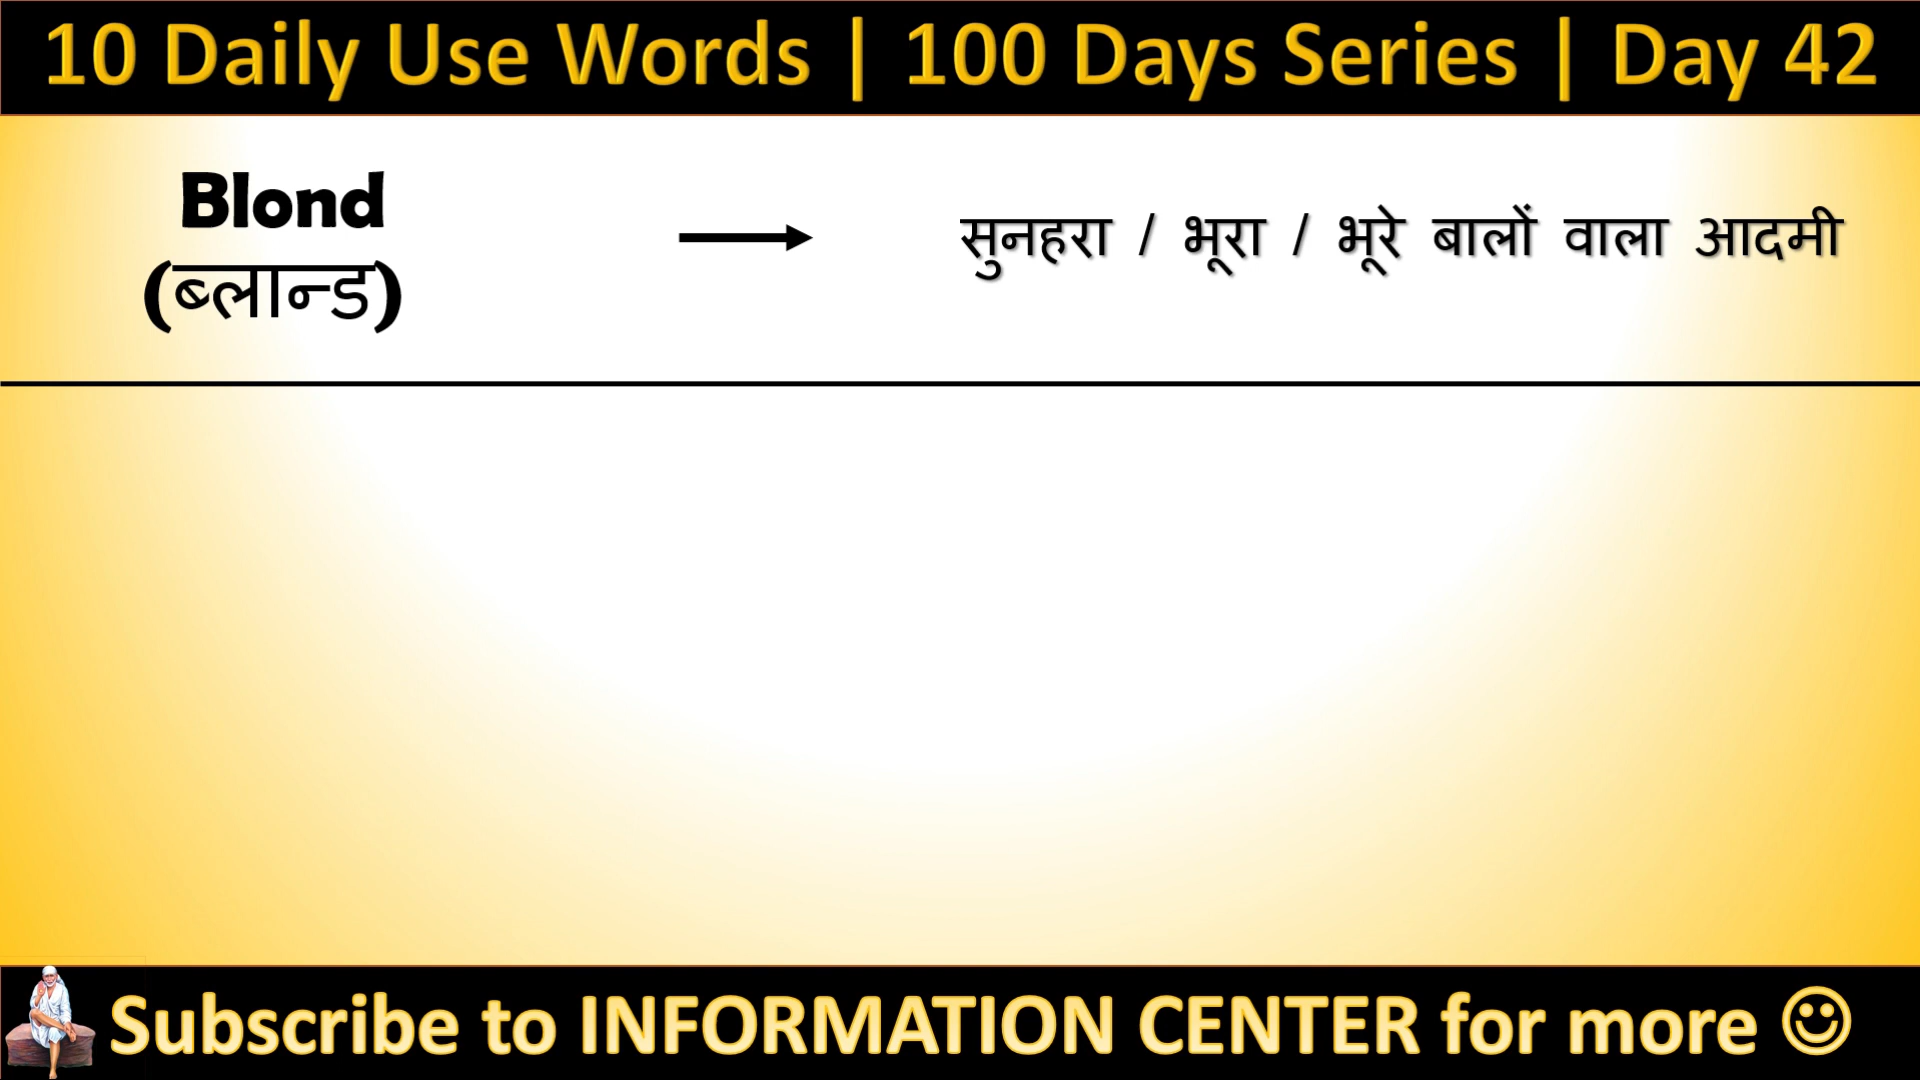 10 Daily Use Words | 100 Days Series | Day 42
Blond
(ब्लान्ड)
सुनहरा / भूरा / भूरे बालों वाला आदमी
Subscribe to INFORMATION CENTER for more ☺